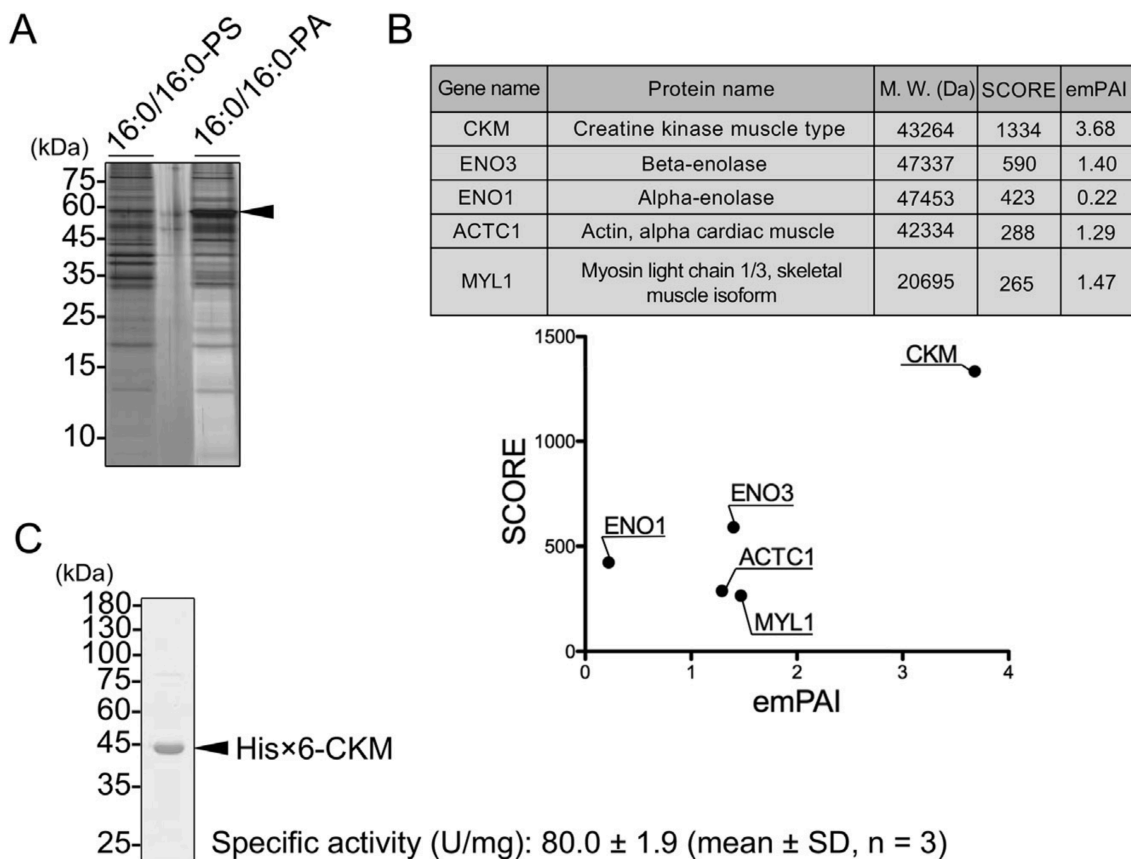 A
16:0/16:0-PS
16:0/16:0-PA
(kDa)
75
60
45
35
25
15
10
B
Gene name Protein name M. W. (Da) SCORE emPAI
CKM Creatine kinase muscle type 43264 1334 3.68
ENO3 Beta-enolase 47337 590 1.40
ENO1 Alpha-enolase 47453 423 0.22
ACTC1 Actin, alpha cardiac muscle 42334 288 1.29
MYL1 Myosin light chain 1/3, skeletal muscle isoform 20695 265 1.47
1500
1000
500
0
SCORE
CKM
ENO3
ENO1
ACTC1
MYL1
0 1 2 3 4
emPAI
C
(kDa)
180
130
100
75
60
45
35
25
His×6-CKM
Specific activity (U/mg): 80.0 ± 1.9 (mean ± SD, n = 3)